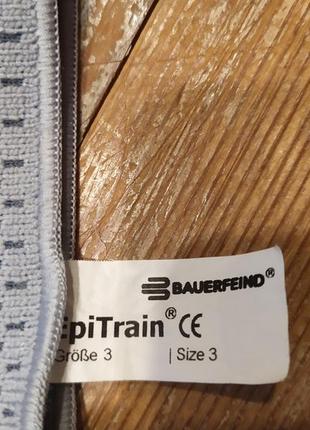 BAUERFEIND®
EpiTrain® CE
Größe 3 | Size 3